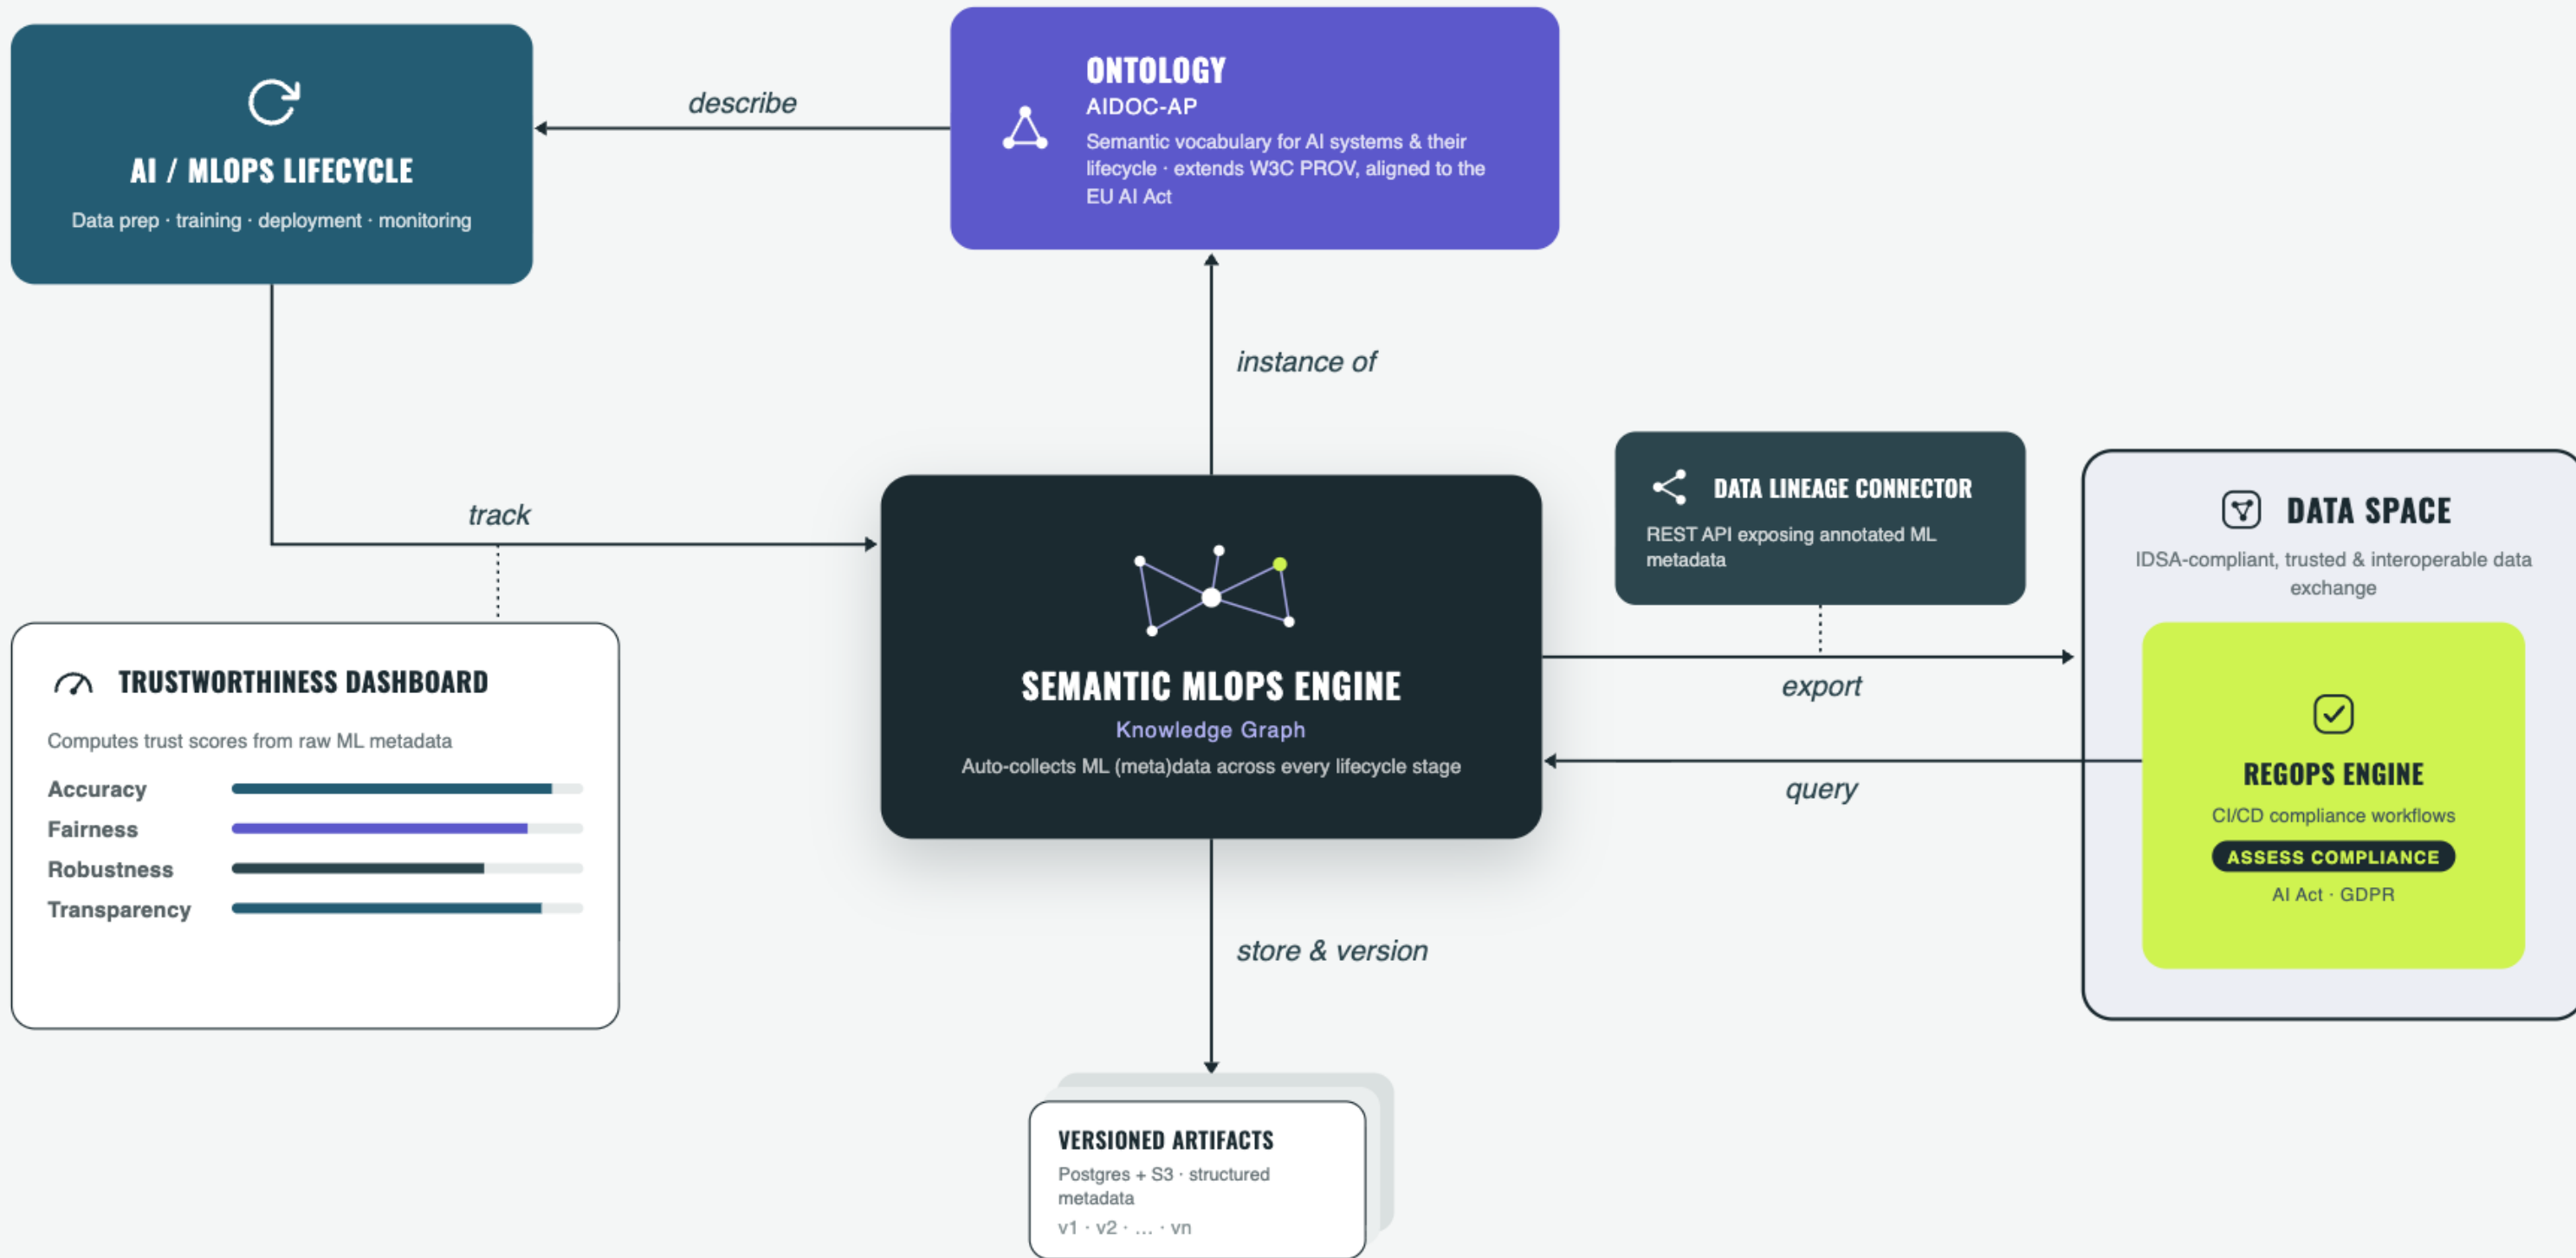 AI / MLOPS LIFECYCLE
Data prep · training · deployment · monitoring
describe
ONTOLOGY
AIDOC-AP
Semantic vocabulary for AI systems & their
lifecycle · extends W3C PROV, aligned to the
EU AI Act
instance of
track
TRUSTWORTHINESS DASHBOARD
Computes trust scores from raw ML metadata
Accuracy
Fairness
Robustness
Transparency
SEMANTIC MLOPS ENGINE
Knowledge Graph
Auto-collects ML (meta)data across every lifecycle stage
DATA LINEAGE CONNECTOR
REST API exposing annotated ML
metadata
export
query
DATA SPACE
IDSA-compliant, trusted & interoperable data
exchange
REGOPS ENGINE
CI/CD compliance workflows
ASSESS COMPLIANCE
AI Act · GDPR
store & version
VERSIONED ARTIFACTS
Postgres + S3 · structured
metadata
v1 · v2 · ... · vn